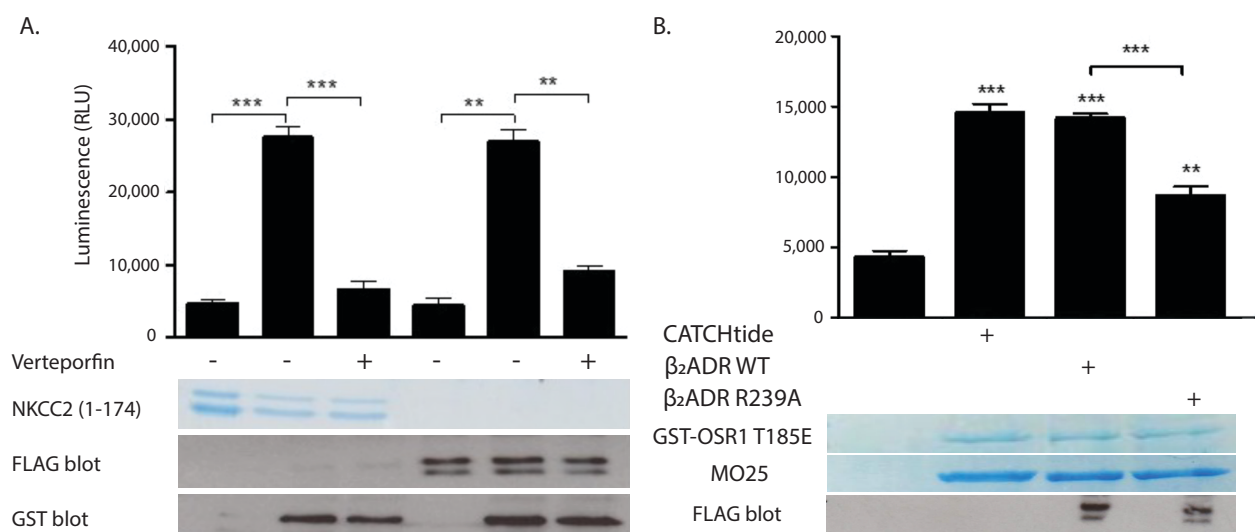 A.
40,000
30,000
20,000
10,000
0
Luminescence (RLU)
*** *** ** **
Verteporfin - - + - - +
NKCC2 (1-174)
FLAG blot
GST blot
B.
20,000
15,000
10,000
5,000
0
***
*** *** **
CATCHtide +
β₂ADR WT +
β₂ADR R239A +
GST-OSR1 T185E
MO25
FLAG blot